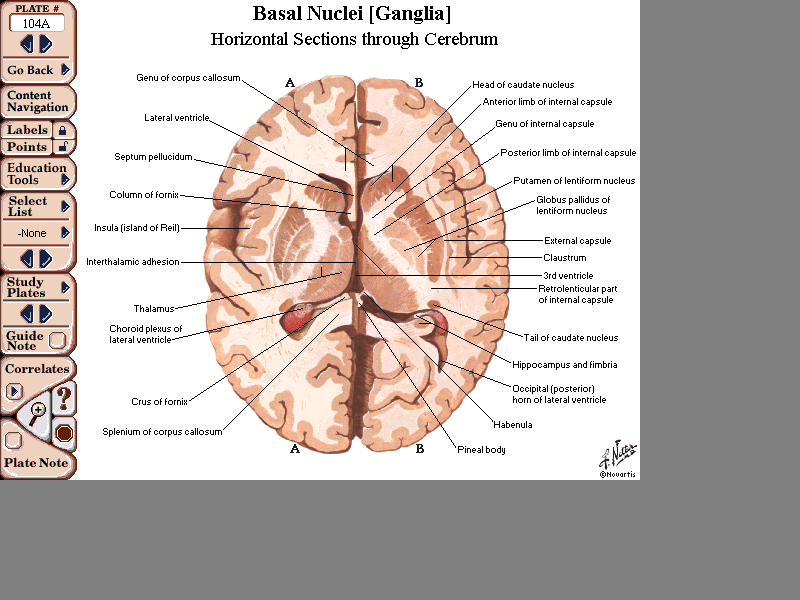 PLATE #
104A
Go Back
Content
Navigation
Labels
Points
Education
Tools
Select
List
-None
Study
Plates
Guide
Note
Correlates
?
Plate Note
Basal Nuclei [Ganglia]
Horizontal Sections through Cerebrum
A
B
Genu of corpus callosum
Lateral ventricle
Septum pellucidum
Column of fornix
Insula (island of Reil)
Interthalamic adhesion
Thalamus
Choroid plexus of
lateral ventricle
Crus of fornix
Splenium of corpus callosum
Head of caudate nucleus
Anterior limb of internal capsule
Genu of internal capsule
Posterior limb of internal capsule
Putamen of lentiform nucleus
Globus pallidus of
lentiform nucleus
External capsule
Claustrum
3rd ventricle
Retrolenticular part
of internal capsule
Tail of caudate nucleus
Hippocampus and fimbria
Occipital (posterior)
horn of lateral ventricle
Habenula
Pineal body
A
B
F. Netter
©Novartis